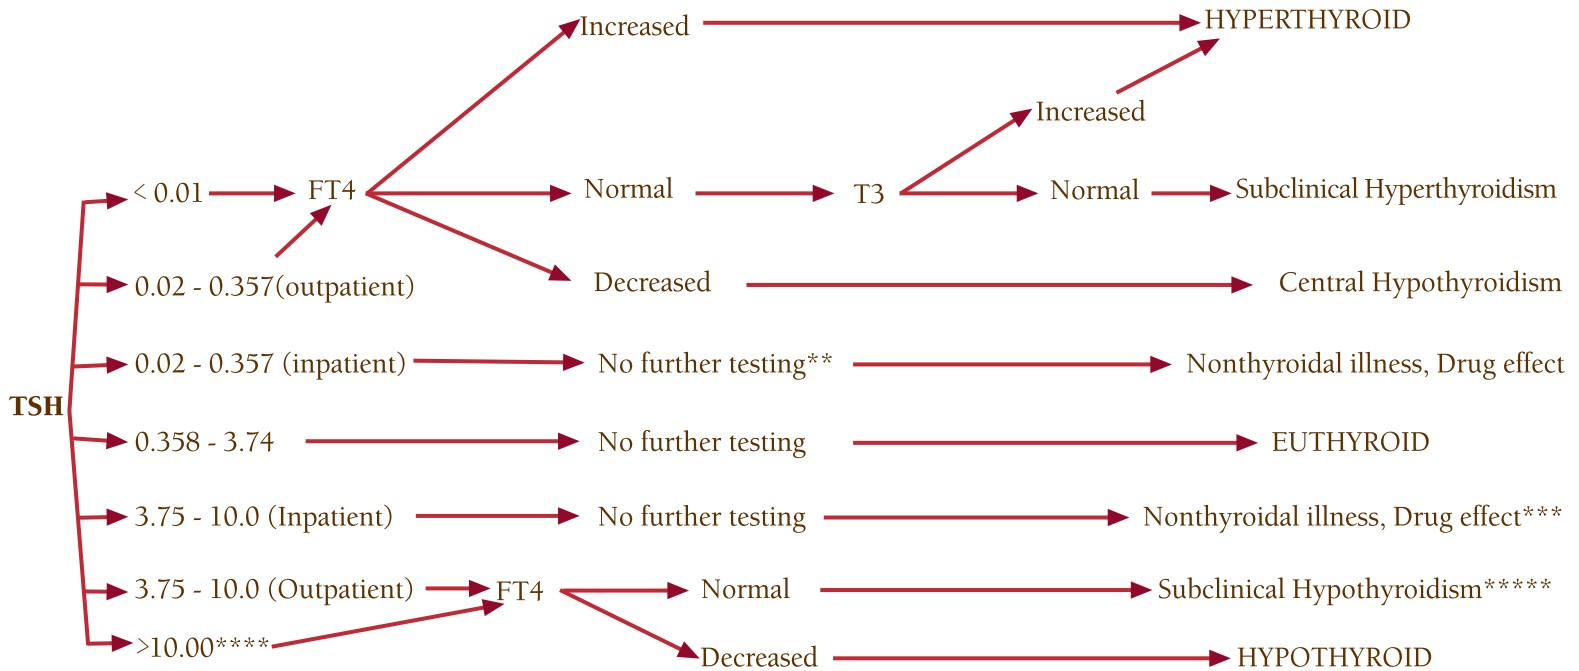 Increased HYPERTHYROID
Increased
< 0.01 FT4 Normal T3 Normal Subclinical Hyperthyroidism
0.02 - 0.357(outpatient) Decreased Central Hypothyroidism
0.02 - 0.357 (inpatient) No further testing** Nonthyroidal illness, Drug effect
TSH
0.358 - 3.74 No further testing EUTHYROID
3.75 - 10.0 (Inpatient) No further testing Nonthyroidal illness, Drug effect***
3.75 - 10.0 (Outpatient) FT4 Normal Subclinical Hypothyroidism*****
>10.00**** Decreased HYPOTHYROID